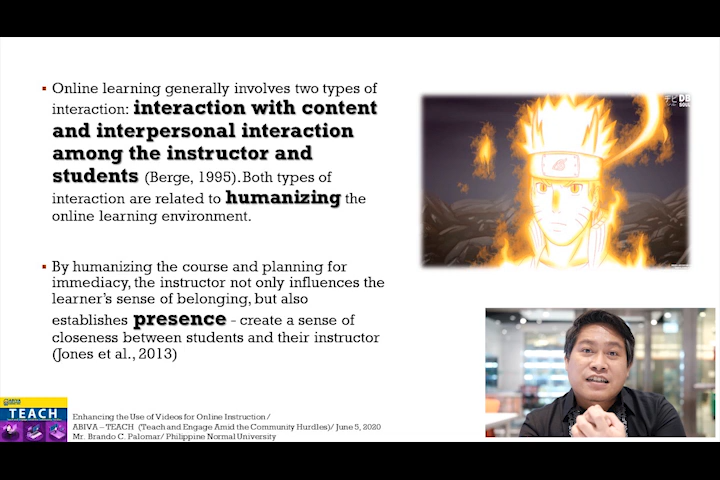 Online learning generally involves two types of
interaction: interaction with content
and interpersonal interaction
among the instructor and
students (Berge, 1995). Both types of
interaction are related to humanizing the
online learning environment.
By humanizing the course and planning for
immediacy, the instructor not only influences the
learner's sense of belonging, but also
establishes presence - create a sense of
closeness between students and their instructor
(Jones et al., 2013)
DB
TEACH
Enhancing the Use of Videos for Online Instruction/
ABIVA – TEACH (Teach and Engage Amid the Community Hurdles)/ June 5, 2020
Mr. Brando C. Palomar/ Philippine Normal University